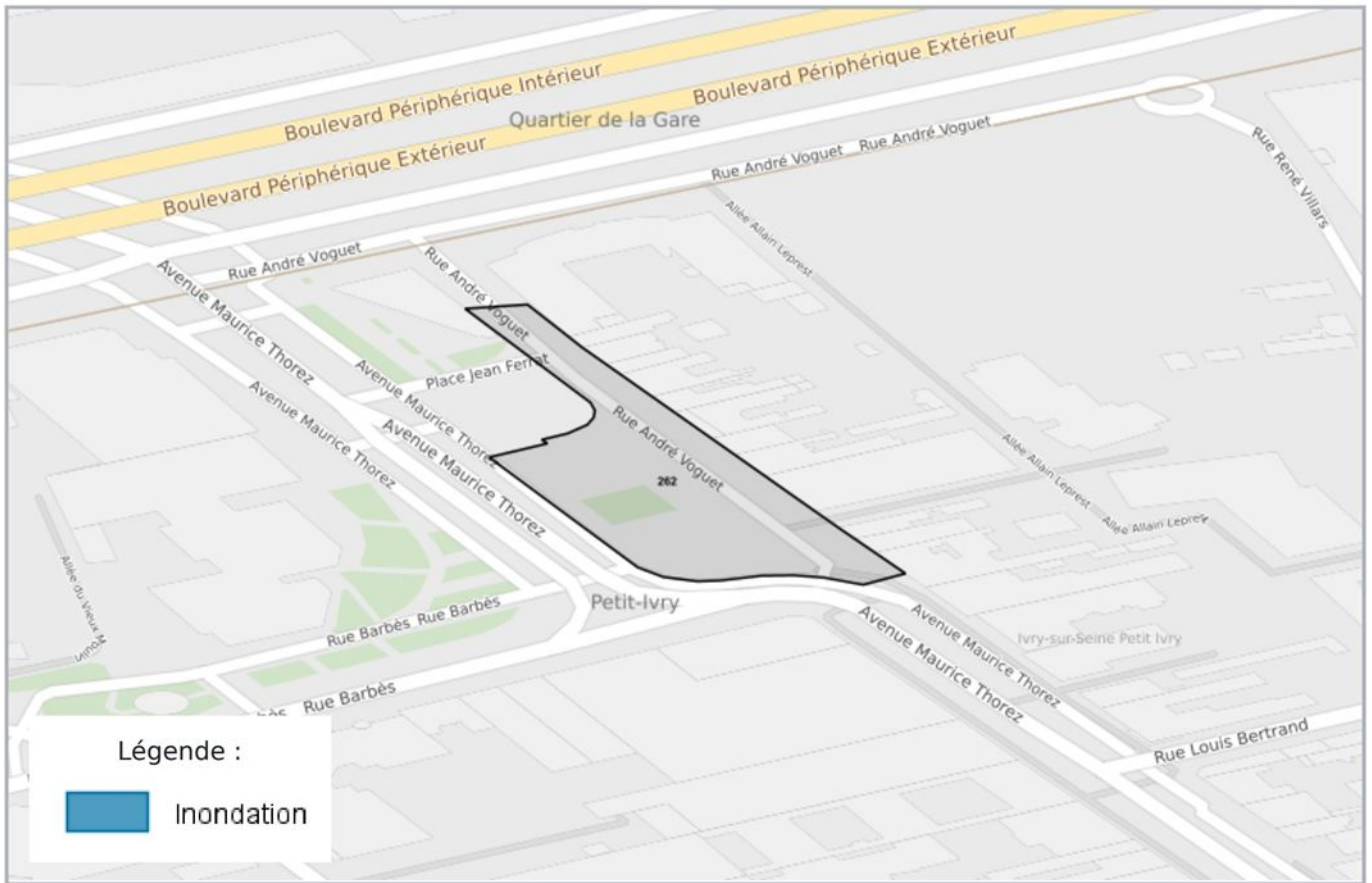 Boulevard Périphérique Intérieur
Boulevard Périphérique Extérieur
Quartier de la Gare
Boulevard Périphérique Extérieur
Rue André Voguet
Rue André Voguet
Rue René Villars
Allée Allain Leprest
Rue André Voguet
Rue André Voguet
Avenue Maurice Thorez
Place Jean Ferrat
Avenue Maurice Thorez
Avenue Maurice Thorez
Avenue Maurice Thorez
Rue André Voguet
262
Allée Allain Leprest
Allée Allain Leprest
Allée du Vieux M
oulin
Rue Barbès
Rue Barbès
Petit-Ivry
Avenue Maurice Thorez
Avenue Maurice Thorez
Ivry-sur-Seine Petit Ivry
Rue Barbès
Rue Louis Bertrand
Légende :
Inondation